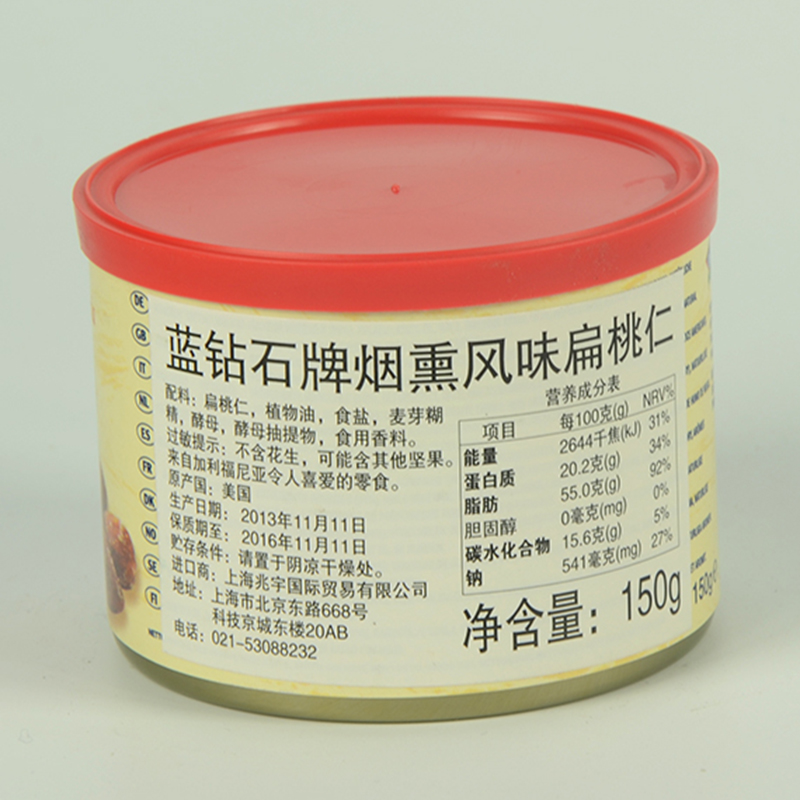 蓝钻石牌烟熏风味扁桃仁
配料：扁桃仁，植物油，食盐，麦芽糊
精，酵母，酵母抽提物，食用香料。
过敏提示：不含花生，可能含其他坚果。
来自加利福尼亚令人喜爱的零食。
原产国：美国
生产日期： 2013年11月11日
保质期至： 2016年11月11日
贮存条件：请置于阴凉干燥处。
进口商：上海兆宇国际贸易有限公司
地址：上海市北京东路668号
科技京城东楼20AB
电话：021-53088232
营养成分表
项目 每100克(g) NRV%
能量 2644千焦(kJ) 31%
蛋白质 20.2克(g) 34%
脂肪 55.0克(g) 92%
胆固醇 0毫克(mg) 0%
碳水化合物 15.6克(g) 5%
钠 541毫克(mg) 27%
净含量：150g
DE
GB
IT
NL
ES
FR
DK
NO
SE
FI
150g